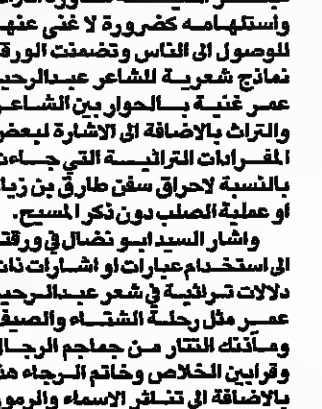 واستلهامه كضرورة لا غنى عنها
للوصول الى الناس وتضمنت الورقة
نماذج شعرية للشاعر عبدالرحيم
عمر غنية بالحوار بين الشاعر
والتراث بالاضافة الى الاشارة لبعض
المفردات التراثية التي جاءت
بالنسبة لاحراق سفن طارق بن زياد
او عملية الصلب دون ذكر المسيح.
واشار السيد ابو نضال في ورقته
الى استخدام عبارات او اشارات ذات
دلالات تراثية في شعر عبدالرحيم
عمر مثل رحلة الشتاء والصيف
ومآذنك التتار من جماجم الرجال
وقرابين الخلاص وخاتم الرجاء هذا
بالاضافة الى تناثر الاسماء والرموز